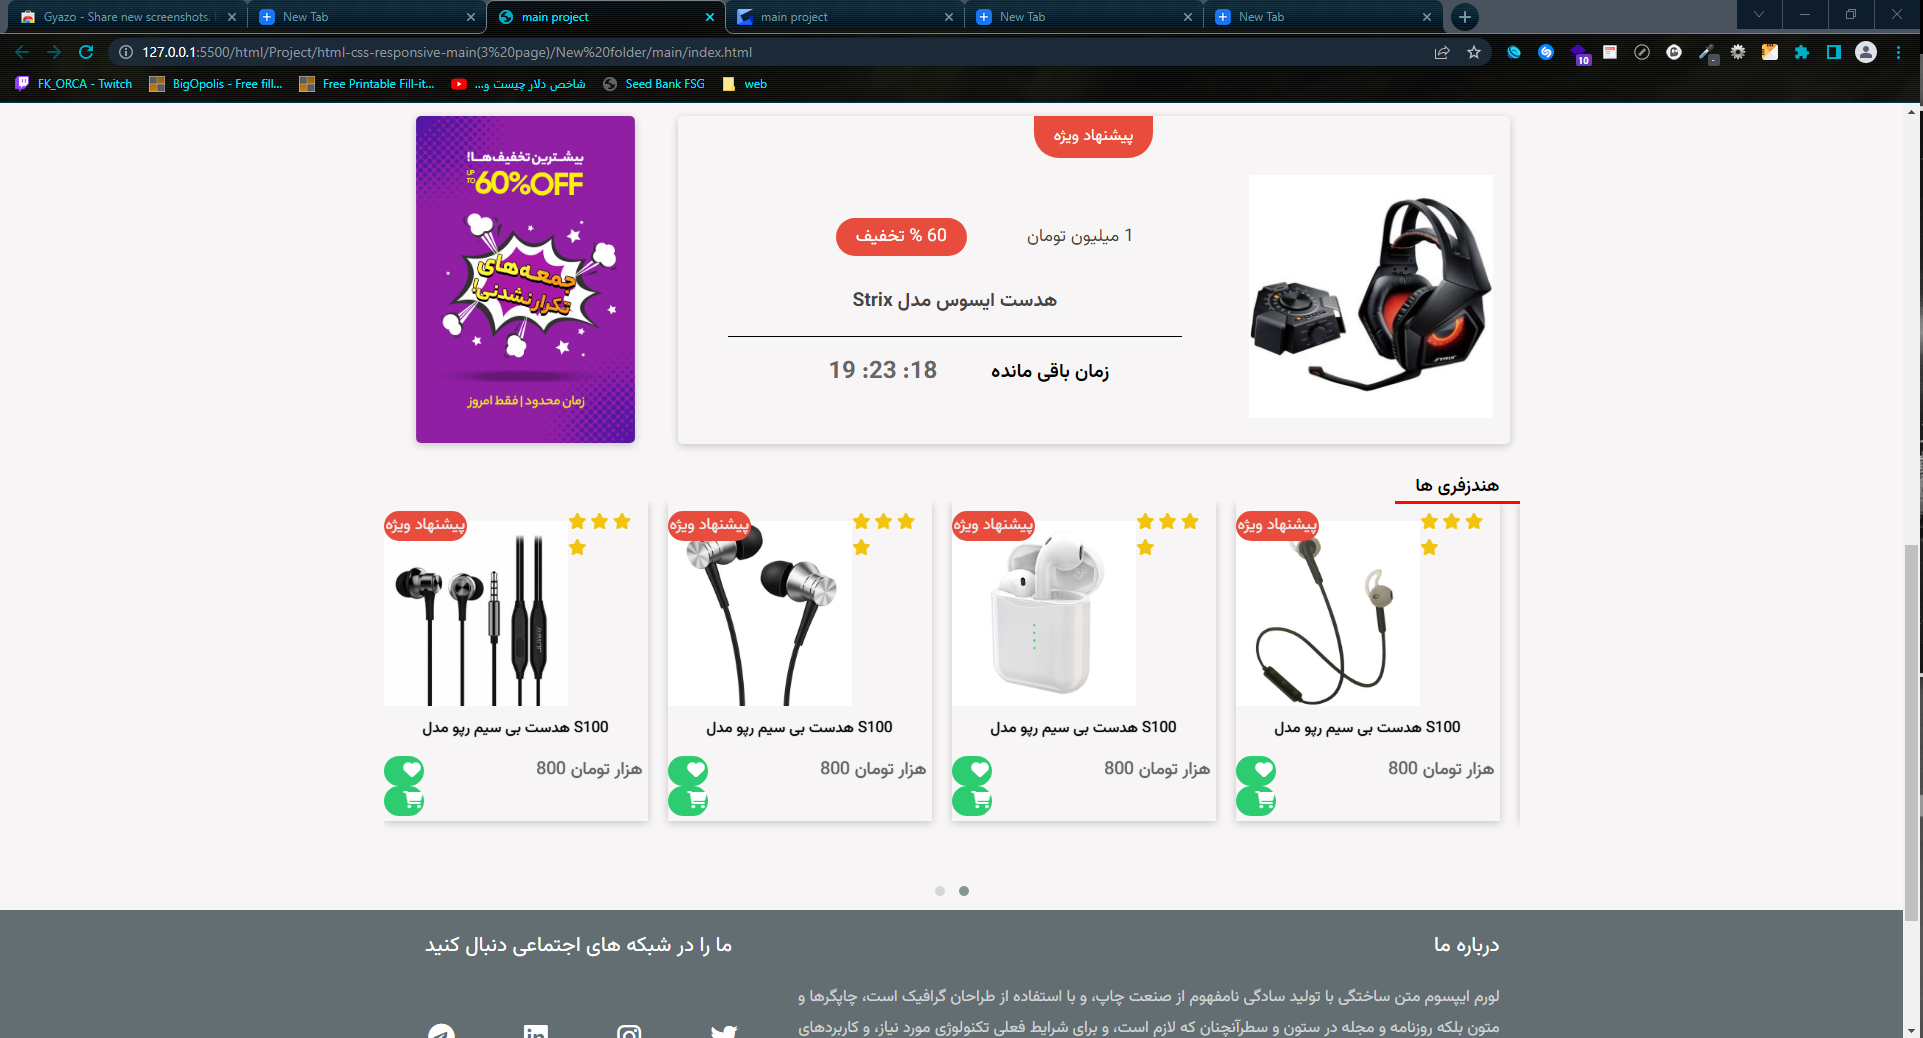 Gyazo - Share new screenshots.
New Tab
main project
main project
New Tab
New Tab
127.0.0.1:5500/html/Project/html-css-responsive-main(3%20page)/New%20folder/main/index.html
10
FK_ORCA - Twitch
BigOpolis - Free fill...
Free Printable Fill-it...
شاخص دلار چیست و...
Seed Bank FSG
web
پیشنهاد ویژه
1 میلیون تومان
60 % تخفیف
هدست ایسوس مدل Strix
زمان باقی مانده
19 :23 :18
STRIX
بیشــترین تخفیف‌هــا!
UP TO 60%OFF
جمعه‌های
تکرارنشدنی!
زمان محدود | فقط امروز
هندزفری ها
پیشنهاد ویژه
هدست بی سیم رپو مدل S100
هزار تومان 800
پیشنهاد ویژه
هدست بی سیم رپو مدل S100
هزار تومان 800
پیشنهاد ویژه
هدست بی سیم رپو مدل S100
هزار تومان 800
پیشنهاد ویژه
هدست بی سیم رپو مدل S100
هزار تومان 800
درباره ما
لورم ایپسوم متن ساختگی با تولید سادگی نامفهوم از صنعت چاپ، و با استفاده از طراحان گرافیک است، چاپگرها و
متون بلکه روزنامه و مجله در ستون و سطرآنچنان که لازم است، و برای شرایط فعلی تکنولوژی مورد نیاز، و کاربردهای
ما را در شبکه های اجتماعی دنبال کنید